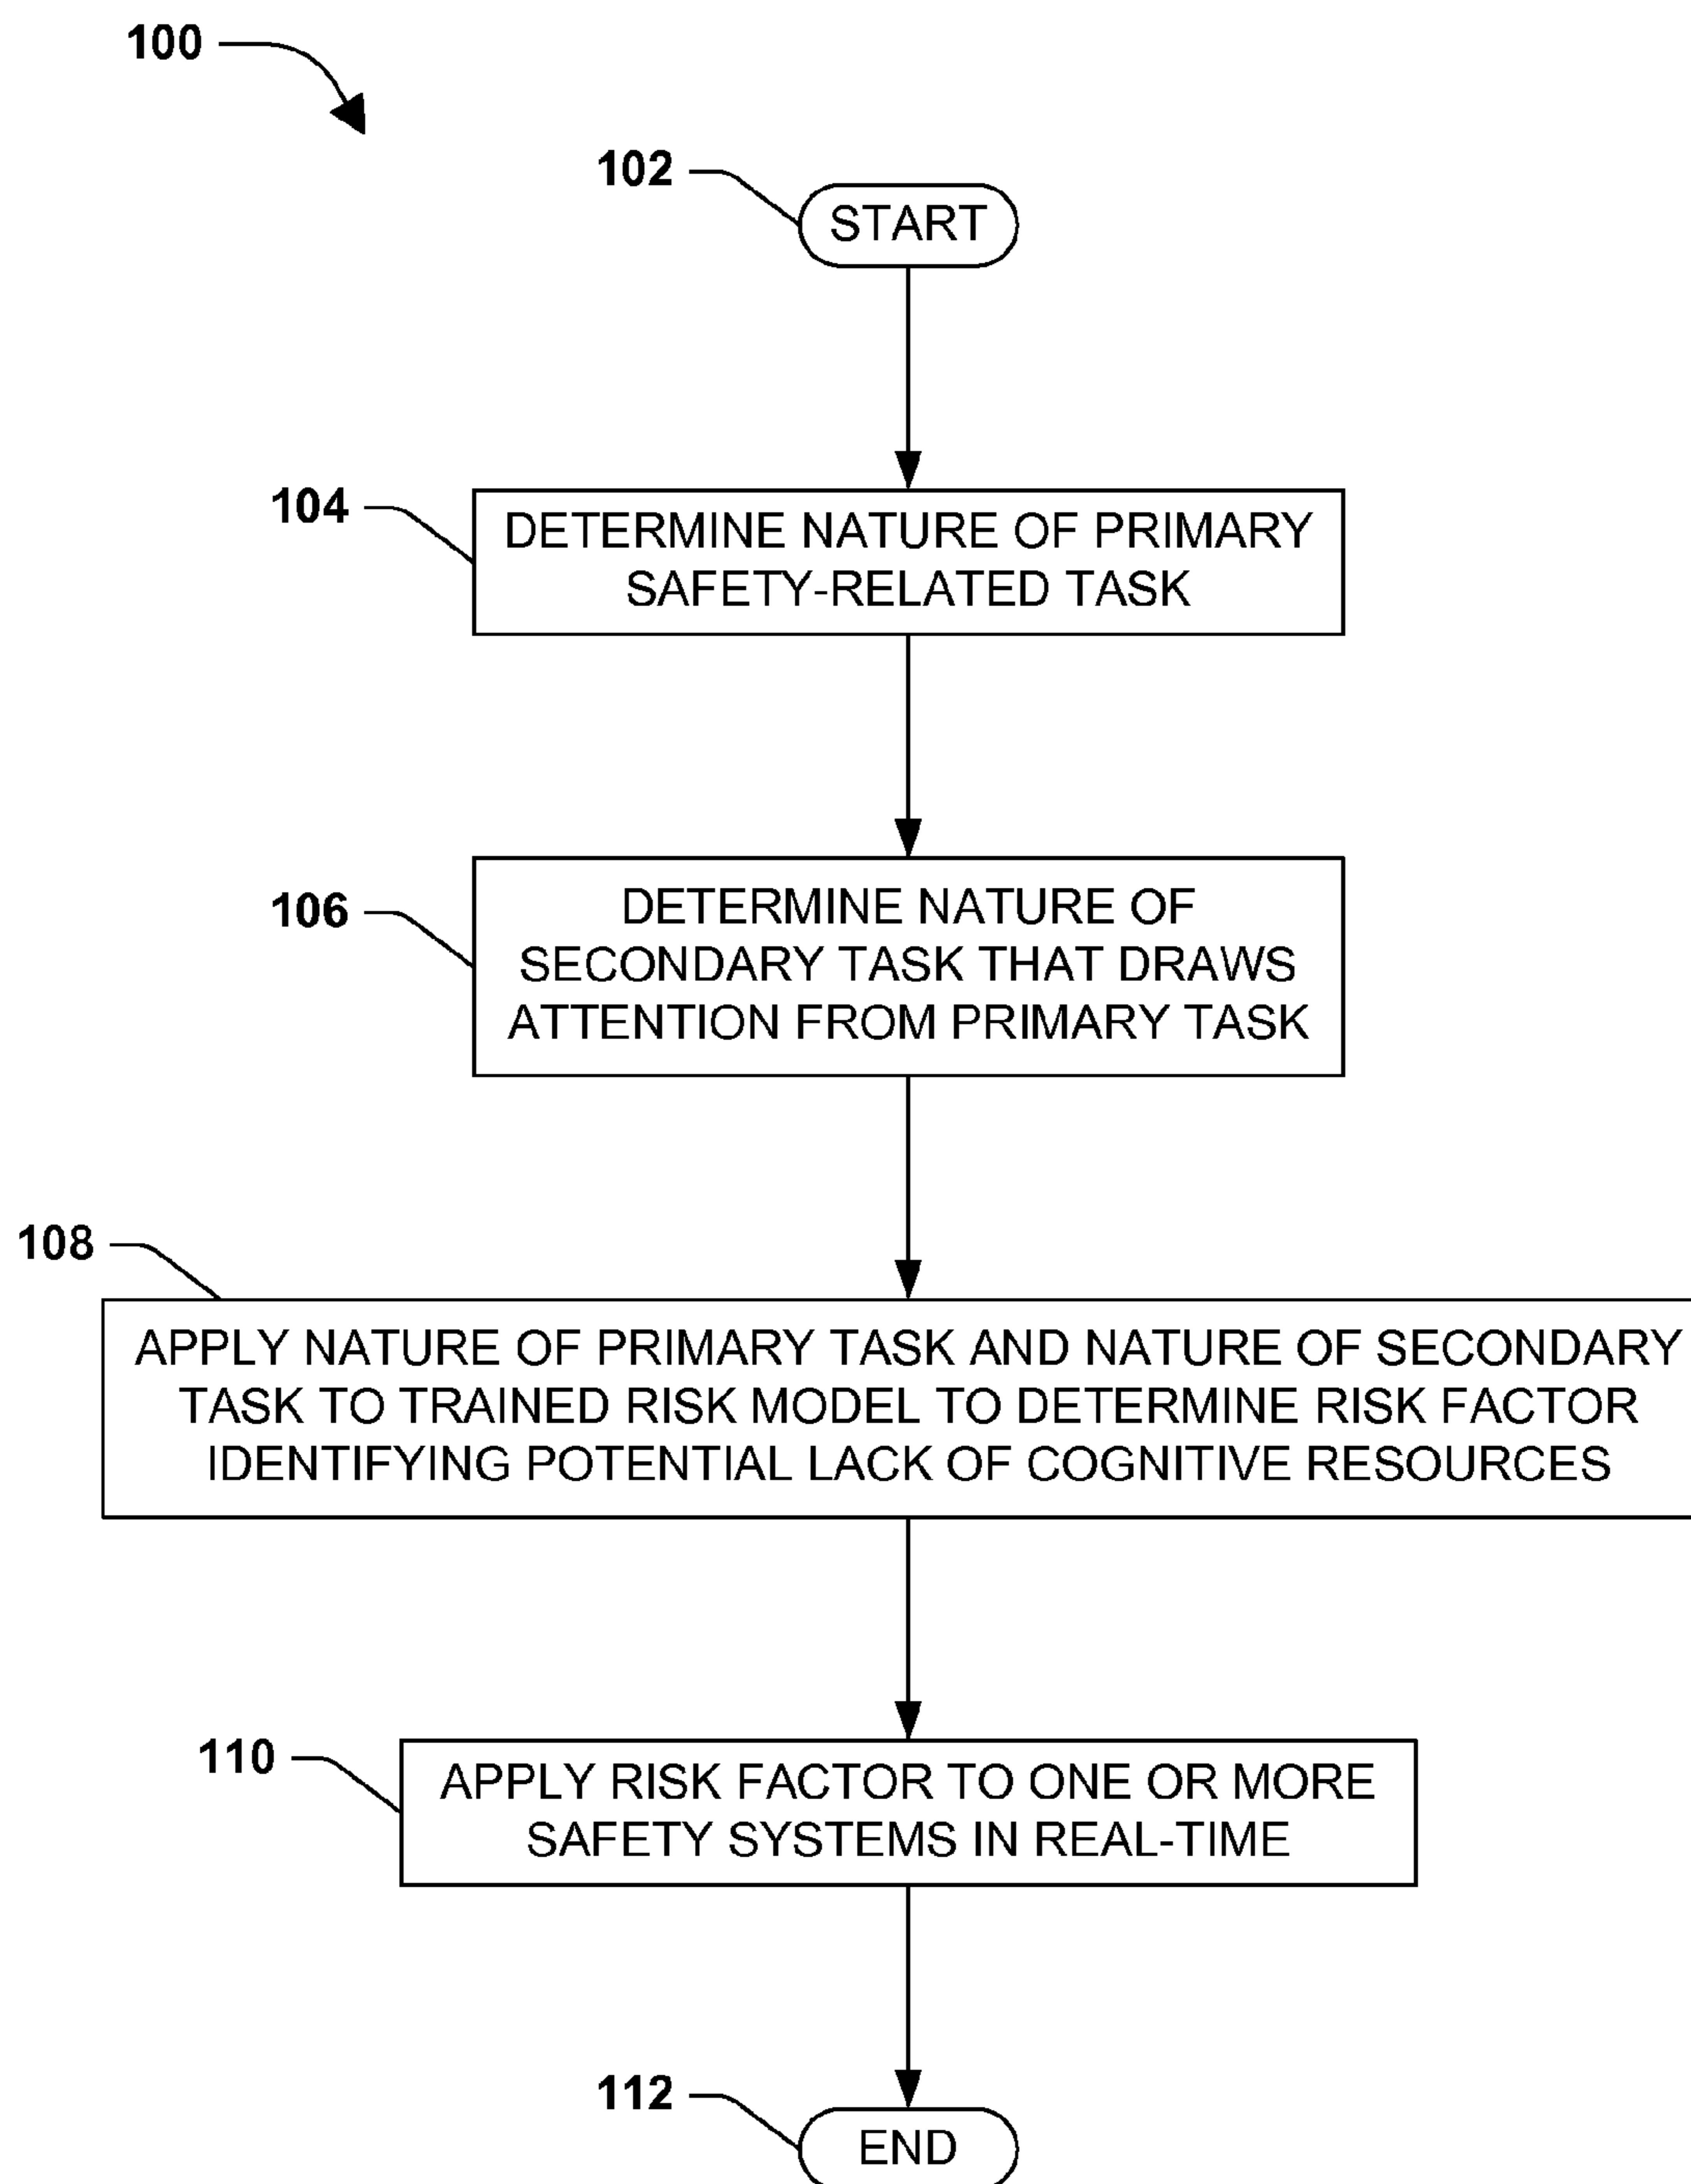 100
102
START
104
DETERMINE NATURE OF PRIMARY
SAFETY-RELATED TASK
106
DETERMINE NATURE OF
SECONDARY TASK THAT DRAWS
ATTENTION FROM PRIMARY TASK
108
APPLY NATURE OF PRIMARY TASK AND NATURE OF SECONDARY
TASK TO TRAINED RISK MODEL TO DETERMINE RISK FACTOR
IDENTIFYING POTENTIAL LACK OF COGNITIVE RESOURCES
110
APPLY RISK FACTOR TO ONE OR MORE
SAFETY SYSTEMS IN REAL-TIME
112
END